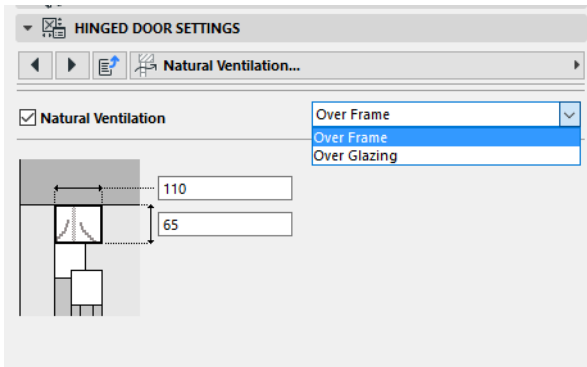 HINGED DOOR SETTINGS
Natural Ventilation...
Natural Ventilation
Over Frame
Over Frame
Over Glazing
110
65